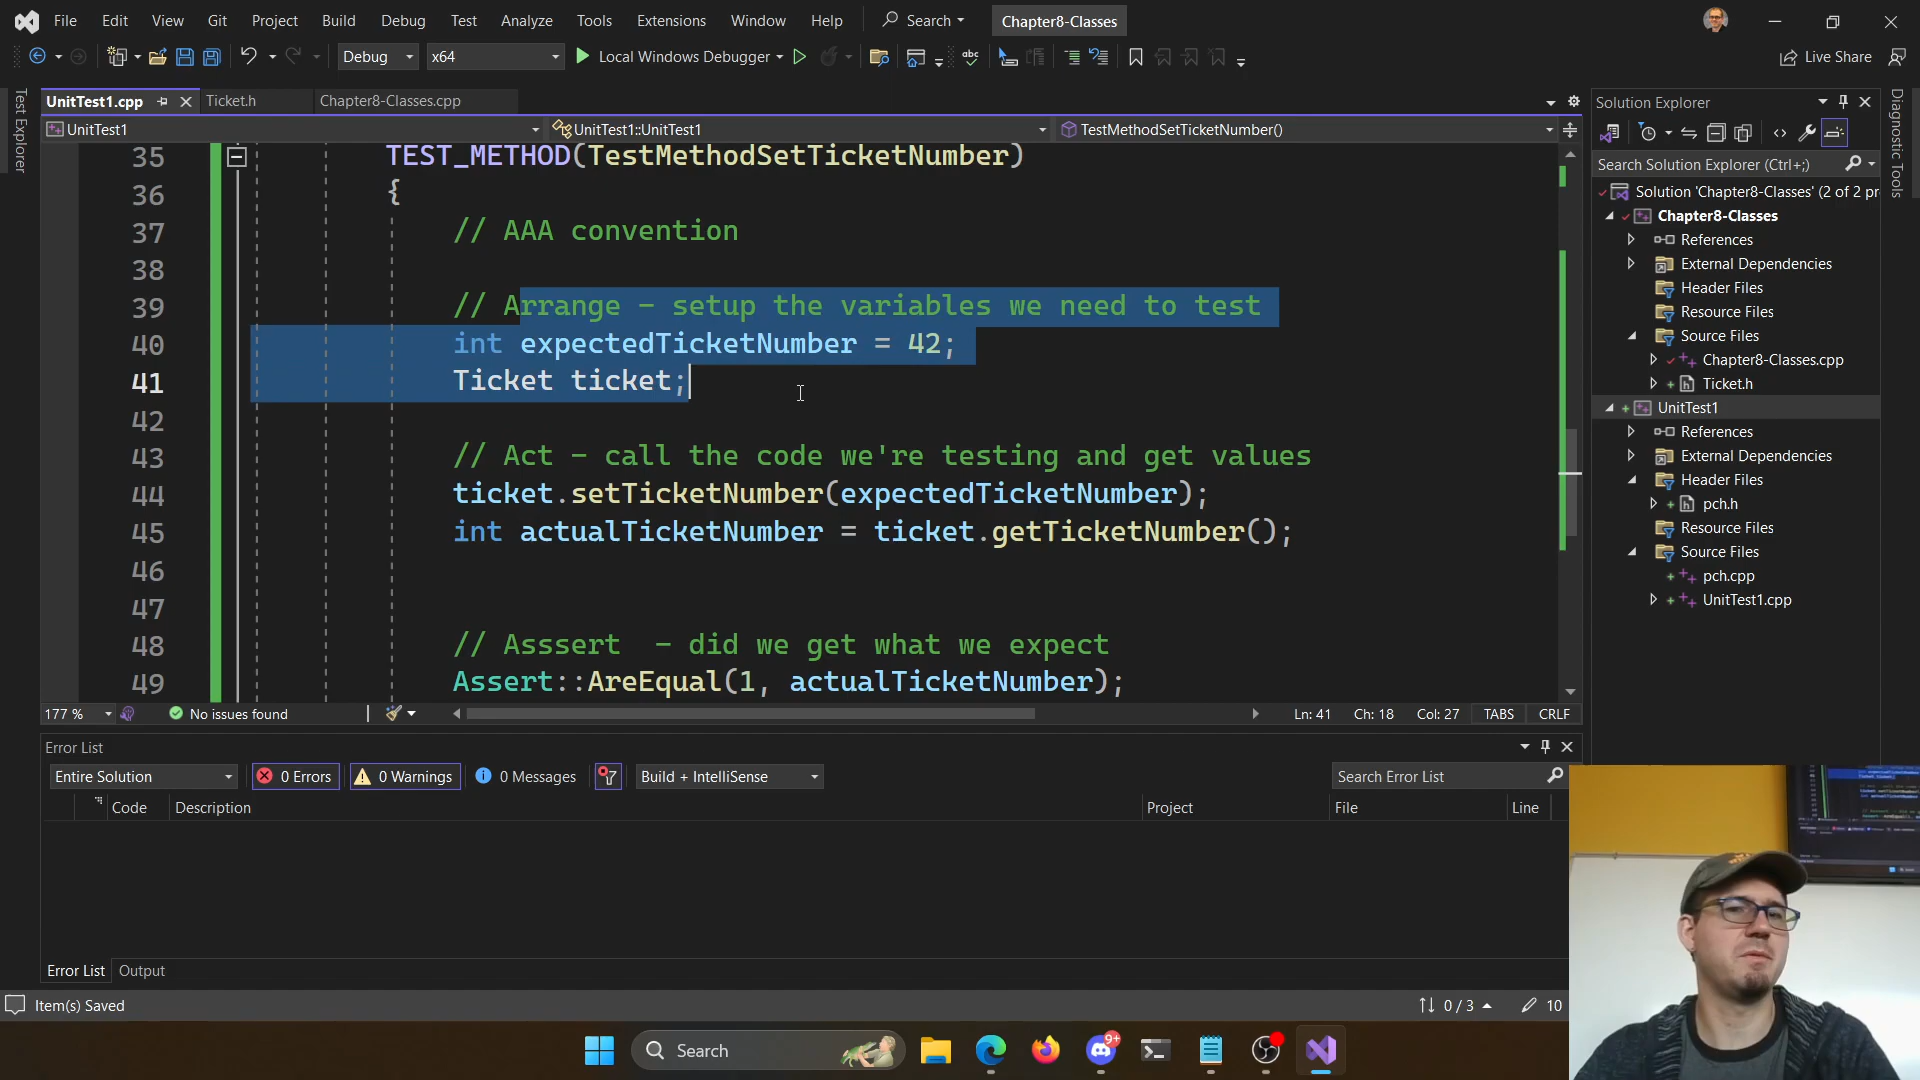 File Edit View Git Project Build Debug Test Analyze Tools Extensions Window Help Search Chapter8-Classes
Debug x64 Local Windows Debugger abc Live Share
UnitTest1.cpp Ticket.h Chapter8-Classes.cpp
UnitTest1 UnitTest1::UnitTest1 TestMethodSetTicketNumber()
Test Explorer
35 TEST_METHOD(TestMethodSetTicketNumber)
36 {
37 // AAA convention
38
39 // Arrange - setup the variables we need to test
40 int expectedTicketNumber = 42;
41 Ticket ticket;
42
43 // Act - call the code we're testing and get values
44 ticket.setTicketNumber(expectedTicketNumber);
45 int actualTicketNumber = ticket.getTicketNumber();
46
47
48 // Asssert  - did we get what we expect
49 Assert::AreEqual(1, actualTicketNumber);
177 % No issues found Ln: 41 Ch: 18 Col: 27 TABS CRLF
Solution Explorer
Search Solution Explorer (Ctrl+;)
Solution 'Chapter8-Classes' (2 of 2 pr
Chapter8-Classes
References
External Dependencies
Header Files
Resource Files
Source Files
Chapter8-Classes.cpp
Ticket.h
UnitTest1
References
External Dependencies
Header Files
pch.h
Resource Files
Source Files
pch.cpp
UnitTest1.cpp
Diagnostic Tools
Error List
Entire Solution 0 Errors 0 Warnings 0 Messages Build + IntelliSense Search Error List
Code Description Project File Line
Error List Output
Item(s) Saved 0 / 3 10
Search 9+